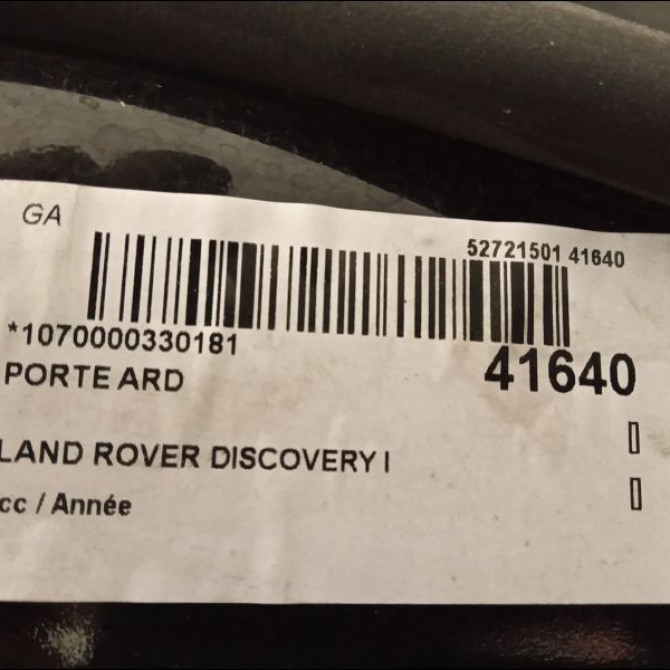 GA
52721501 41640
*1070000330181
41640
PORTE ARD
LAND ROVER DISCOVERY I
cc / Année